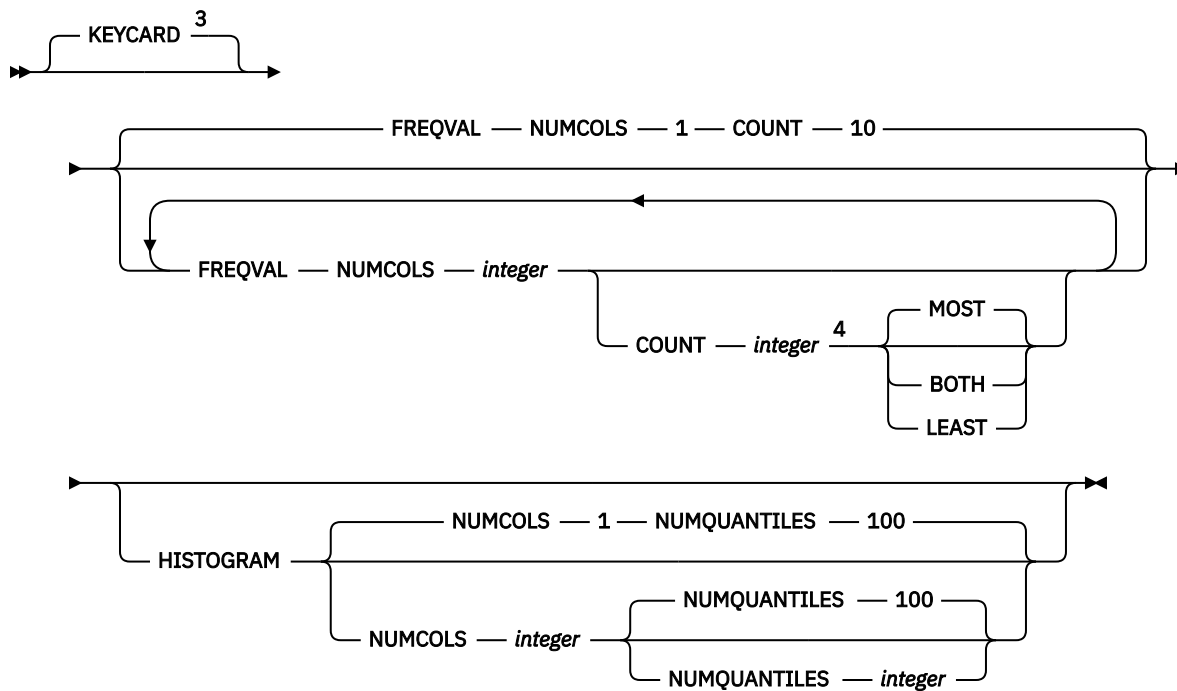 KEYCARD 3
FREQVAL NUMCOLS 1 COUNT 10
FREQVAL NUMCOLS integer
COUNT integer 4
MOST
BOTH
LEAST
NUMCOLS 1 NUMQUANTILES 100
HISTOGRAM
NUMQUANTILES 100
NUMCOLS integer
NUMQUANTILES integer